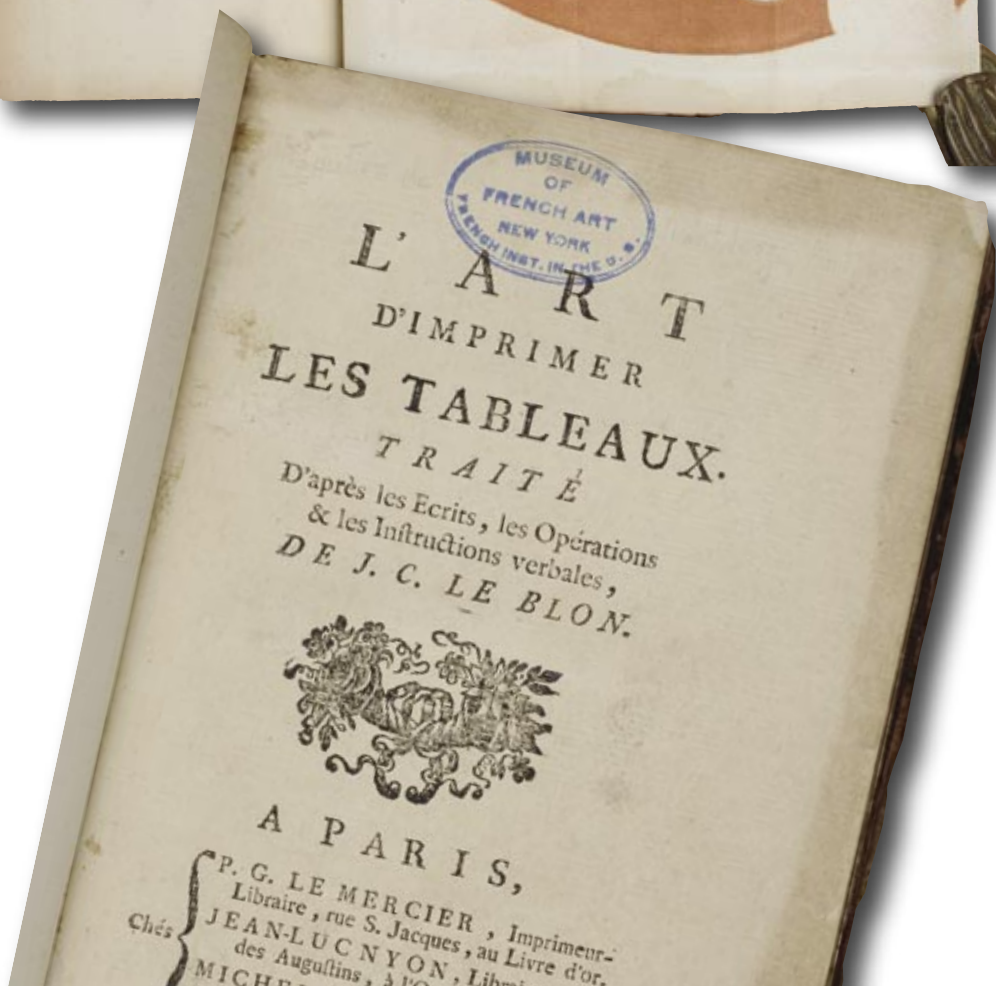 MUSEUM
OF
FRENCH ART
NEW YORK
FRENCH INST. IN THE U. S.
L'ART
D'IMPRIMER
LES TABLEAUX.
TRAITÉ
D'après les Ecrits, les Opérations
& les Inſtructions verbales,
DE J. C. LE BLON.
A PARIS,
Chés
P. G. LE MERCIER, Imprimeur-
Libraire, rue S. Jacques, au Livre d'or.
JEAN-LUC NYON,
des Auguſtins,